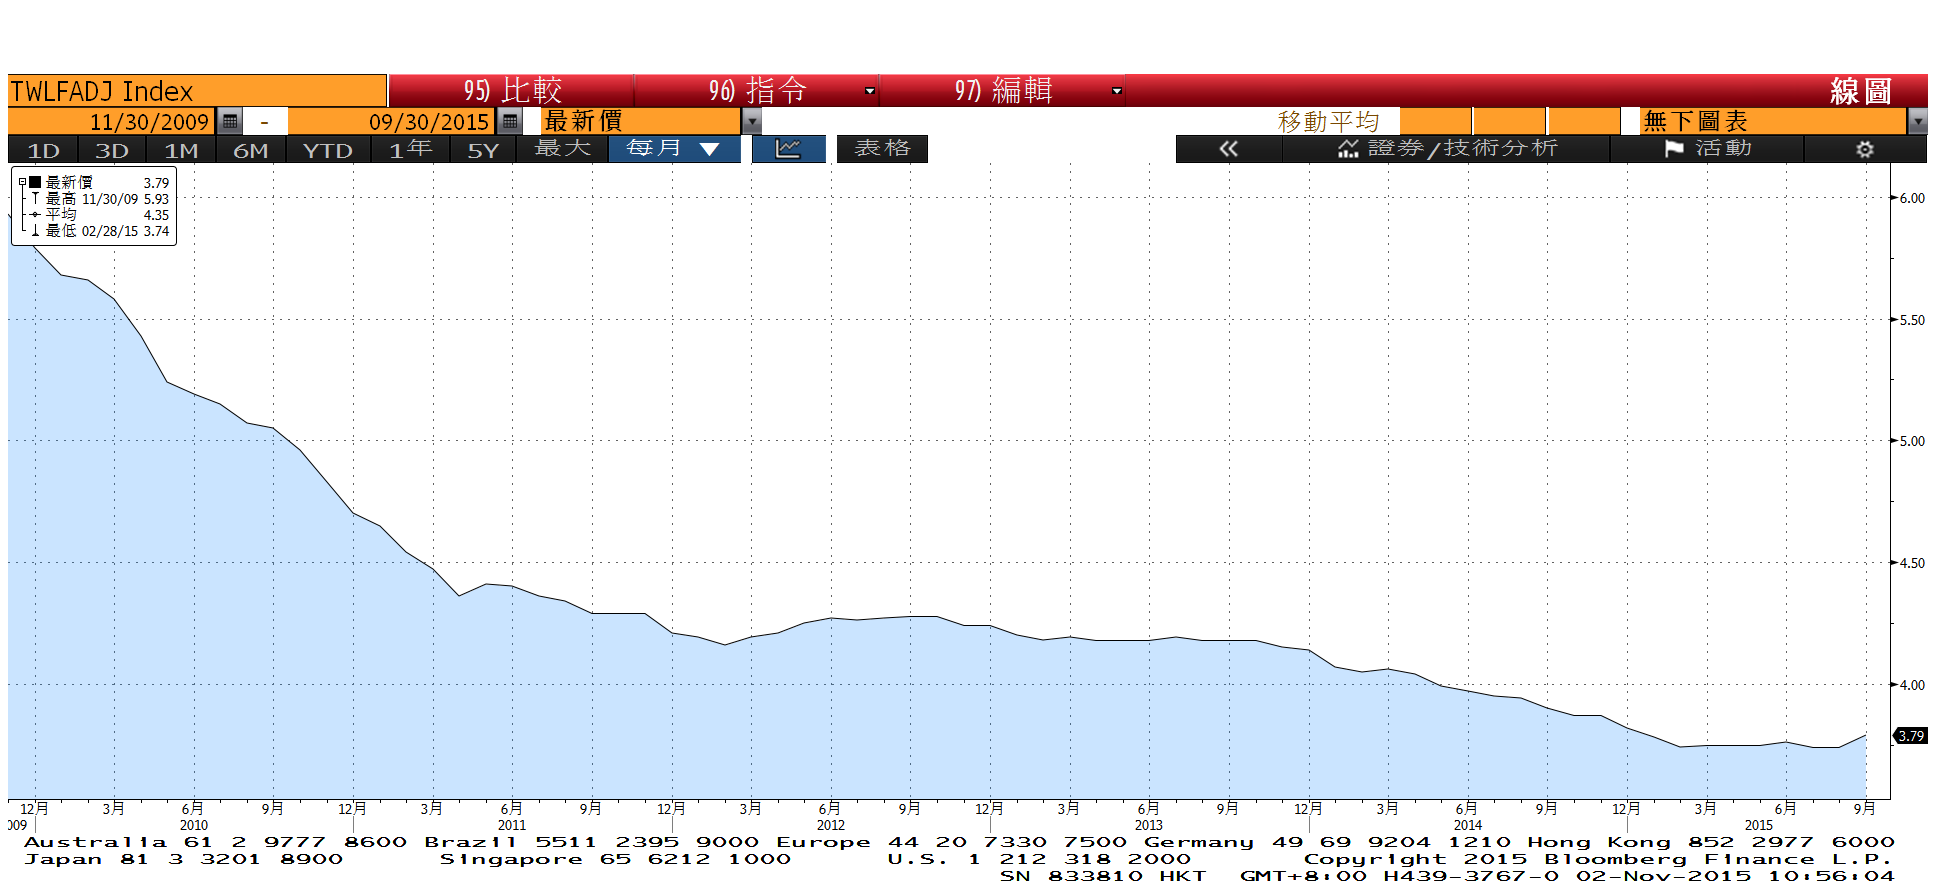 TWLFADJ Index 95) 比較 96) 指令 97) 編輯 線圖
11/30/2009 - 09/30/2015 最新價 移動平均 無下圖表
1D 3D 1M 6M YTD 1年 5Y 最大 每月 ▼ 表格 « 證券/技術分析 活動
最新價 3.79
最高 11/30/09 5.93
平均 4.35
最低 02/28/15 3.74
6.00
5.50
5.00
4.50
4.00
3.79
12月 3月 6月 9月 12月 3月 6月 9月 12月 3月 6月 9月 12月 3月 6月 9月 12月 3月 6月 9月 12月 3月 6月 9月
009 2010 2011 2012 2013 2014 2015
Australia 61 2 9777 8600 Brazil 5511 2395 9000 Europe 44 20 7330 7500 Germany 49 69 9204 1210 Hong Kong 852 2977 6000
Japan 81 3 3201 8900 Singapore 65 6212 1000 U.S. 1 212 318 2000 Copyright 2015 Bloomberg Finance L.P.
SN 833810 HKT GMT+8:00 H439-3767-0 02-Nov-2015 10:56:04